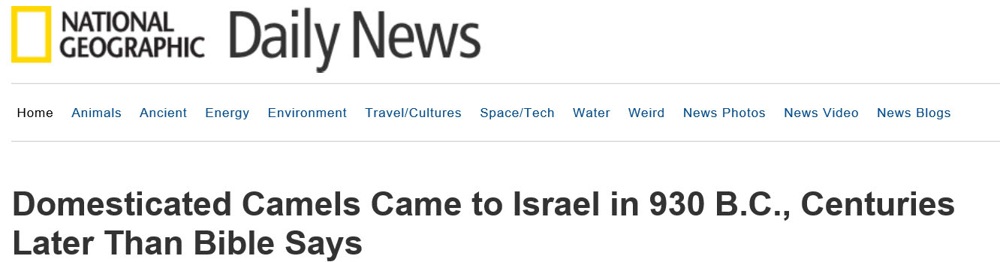 NATIONAL
GEOGRAPHIC
Daily News
Home Animals Ancient Energy Environment Travel/Cultures Space/Tech Water Weird News Photos News Video News Blogs
Domesticated Camels Came to Israel in 930 B.C., Centuries
Later Than Bible Says